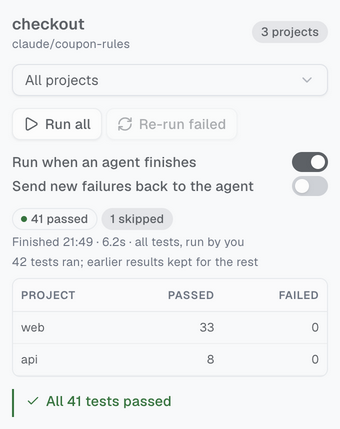 checkout
claude/coupon-rules
3 projects
All projects
Run all
Re-run failed
Run when an agent finishes
Send new failures back to the agent
41 passed
1 skipped
Finished 21:49 · 6.2s · all tests, run by you
42 tests ran; earlier results kept for the rest
PROJECT PASSED FAILED
web 33 0
api 8 0
All 41 tests passed